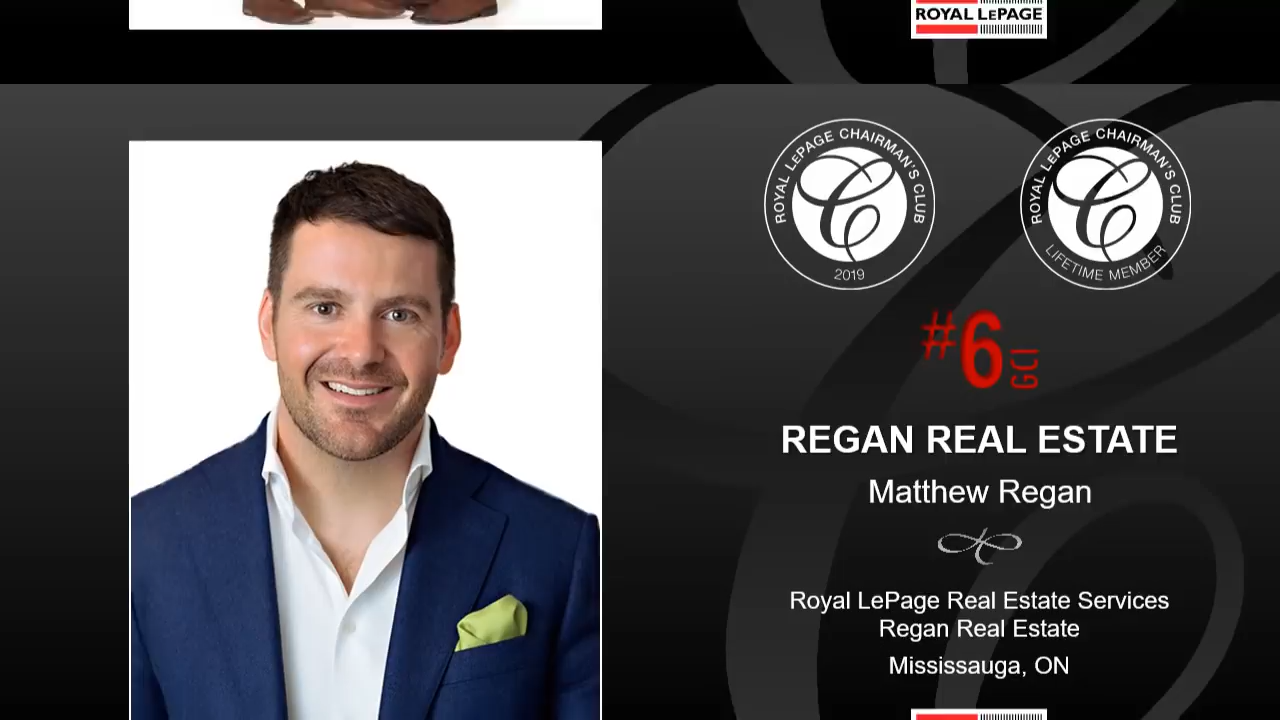 ROYAL LEPAGE
ROYAL LEPAGE CHAIRMAN'S CLUB
2019
ROYAL LEPAGE CHAIRMAN'S CLUB
LIFETIME MEMBER
#6 GCI
REGAN REAL ESTATE
Matthew Regan
Royal LePage Real Estate Services
Regan Real Estate
Mississauga, ON